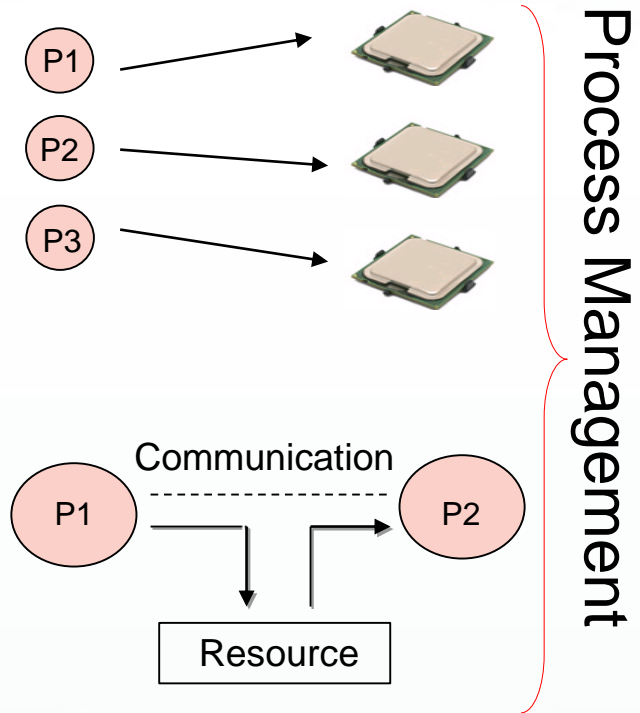 P1
P2
P3
Process Management
Communication
P1
P2
Resource